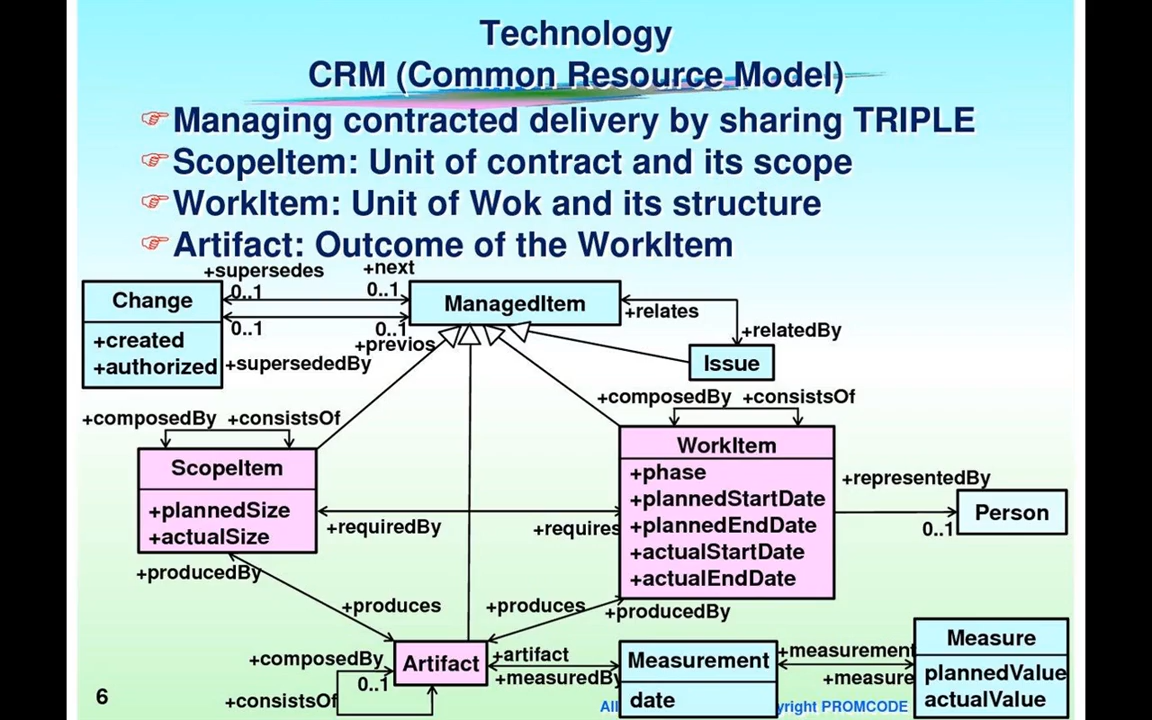 Technology
CRM (Common Resource Model)
Managing contracted delivery by sharing TRIPLE
ScopeItem: Unit of contract and its scope
WorkItem: Unit of Wok and its structure
Artifact: Outcome of the WorkItem
+supersedes
+next
0..1
0..1
Change
+created
+authorized
ManagedItem
+relates
0..1
0..1
+previos
+supersededBy
+relatedBy
Issue
+composedBy +consistsOf
+composedBy +consistsOf
ScopeItem
+plannedSize
+actualSize
WorkItem
+phase
+plannedStartDate
+plannedEndDate
+actualStartDate
+actualEndDate
+representedBy
0..1
Person
+requiredBy
+requires
+producedBy
+produces
+produces
+producedBy
+composedBy
0..1
+consistsOf
Artifact
+artifact
+measuredBy
Measurement
date
+measurement
+measure
Measure
plannedValue
actualValue
6
All
yright PROMCODE